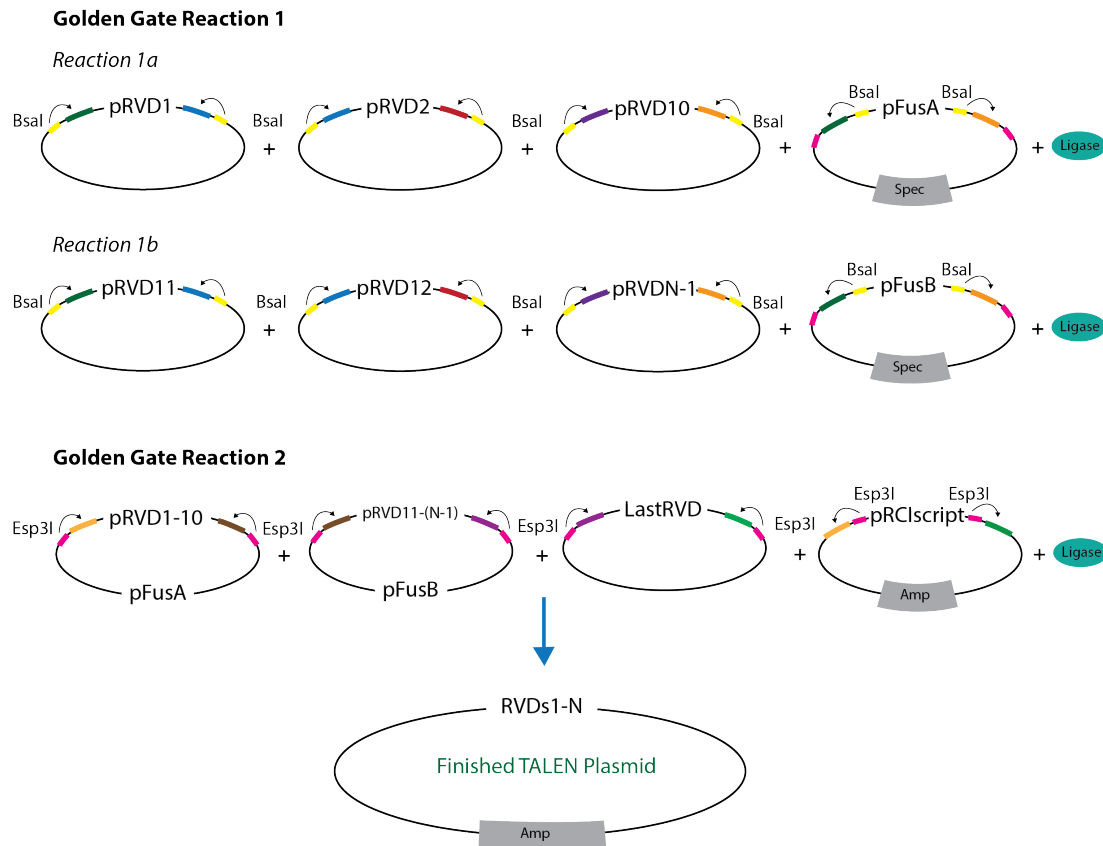 Golden Gate Reaction 1
Reaction 1a
BsaI pRVD1 BsaI pRVD2 pRVD10 BsaI BsaI pFusA BsaI
+ + + + Ligase
Spec
Reaction 1b
BsaI pRVD11 BsaI pRVD12 BsaI pRVDN-1 BsaI BsaI pFusB BsaI
+ + + + Ligase
Spec
Golden Gate Reaction 2
Esp3I pRVD1-10 Esp3I pRVD11-(N-1) Esp3I LastRVD Esp3I Esp3I pRCIscript Esp3I
+ + + + Ligase
pFusA pFusB Amp
RVDs1-N
Finished TALEN Plasmid
Amp